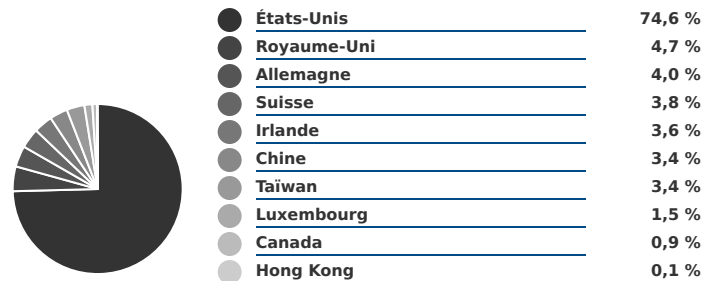 États-Unis 74,6 %
Royaume-Uni 4,7 %
Allemagne 4,0 %
Suisse 3,8 %
Irlande 3,6 %
Chine 3,4 %
Taïwan 3,4 %
Luxembourg 1,5 %
Canada 0,9 %
Hong Kong 0,1 %